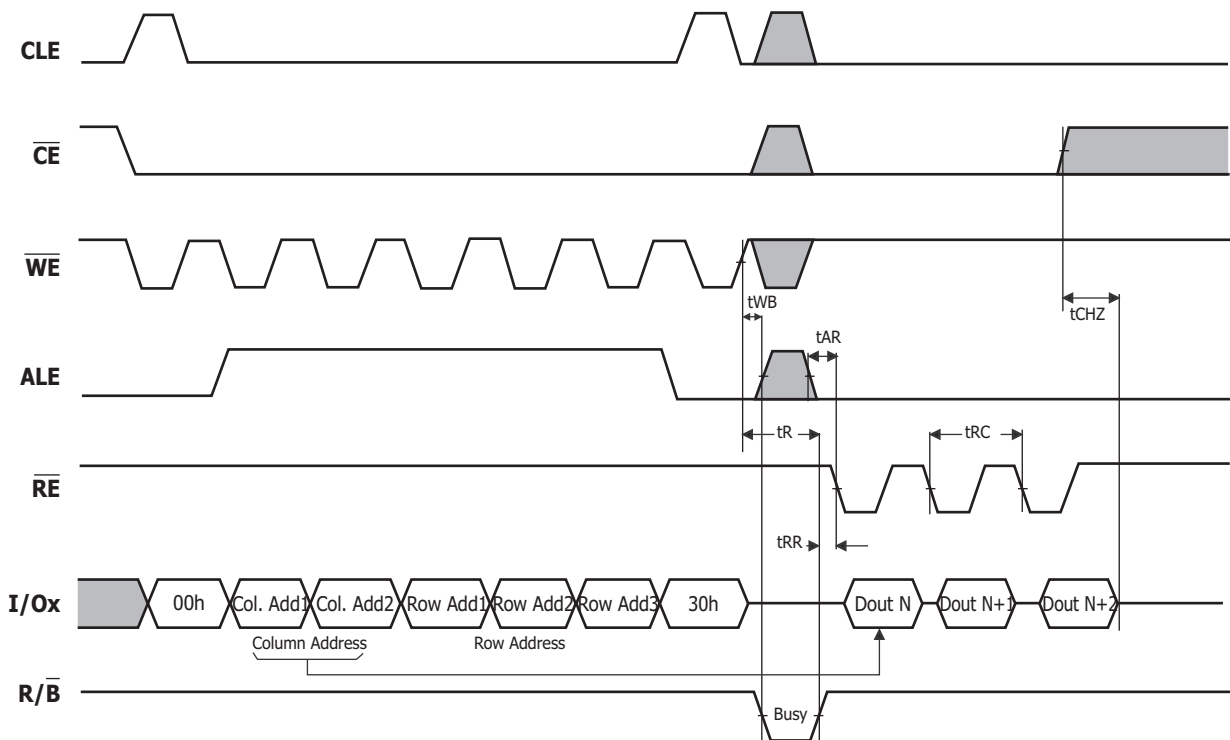 CLE
CE
WE
tWB
tCHZ
tAR
ALE
tR
tRC
RE
tRR
I/Ox
00h
Col. Add1
Col. Add2
Row Add1
Row Add2
Row Add3
30h
Dout N
Dout N+1
Dout N+2
Column Address
Row Address
R/B
Busy